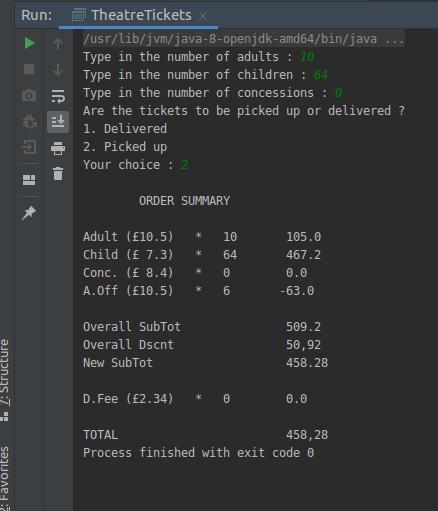 Run: TheatreTickets ×
/usr/lib/jvm/java-8-openjdk-amd64/bin/java ...
Type in the number of adults : 10
Type in the number of children : 64
Type in the number of concessions : 0
Are the tickets to be picked up or delivered ?
1. Delivered
2. Picked up
Your choice : 2
ORDER SUMMARY
Adult (£10.5) * 10 105.0
Child (£ 7.3) * 64 467.2
Conc. (£ 8.4) * 0 0.0
A.Off (£10.5) * 6 -63.0
Overall SubTot 509.2
Overall Dscnt 50,92
New SubTot 458.28
D.Fee (£2.34) * 0 0.0
TOTAL 458,28
Process finished with exit code 0
7: Structure
2: Favorites